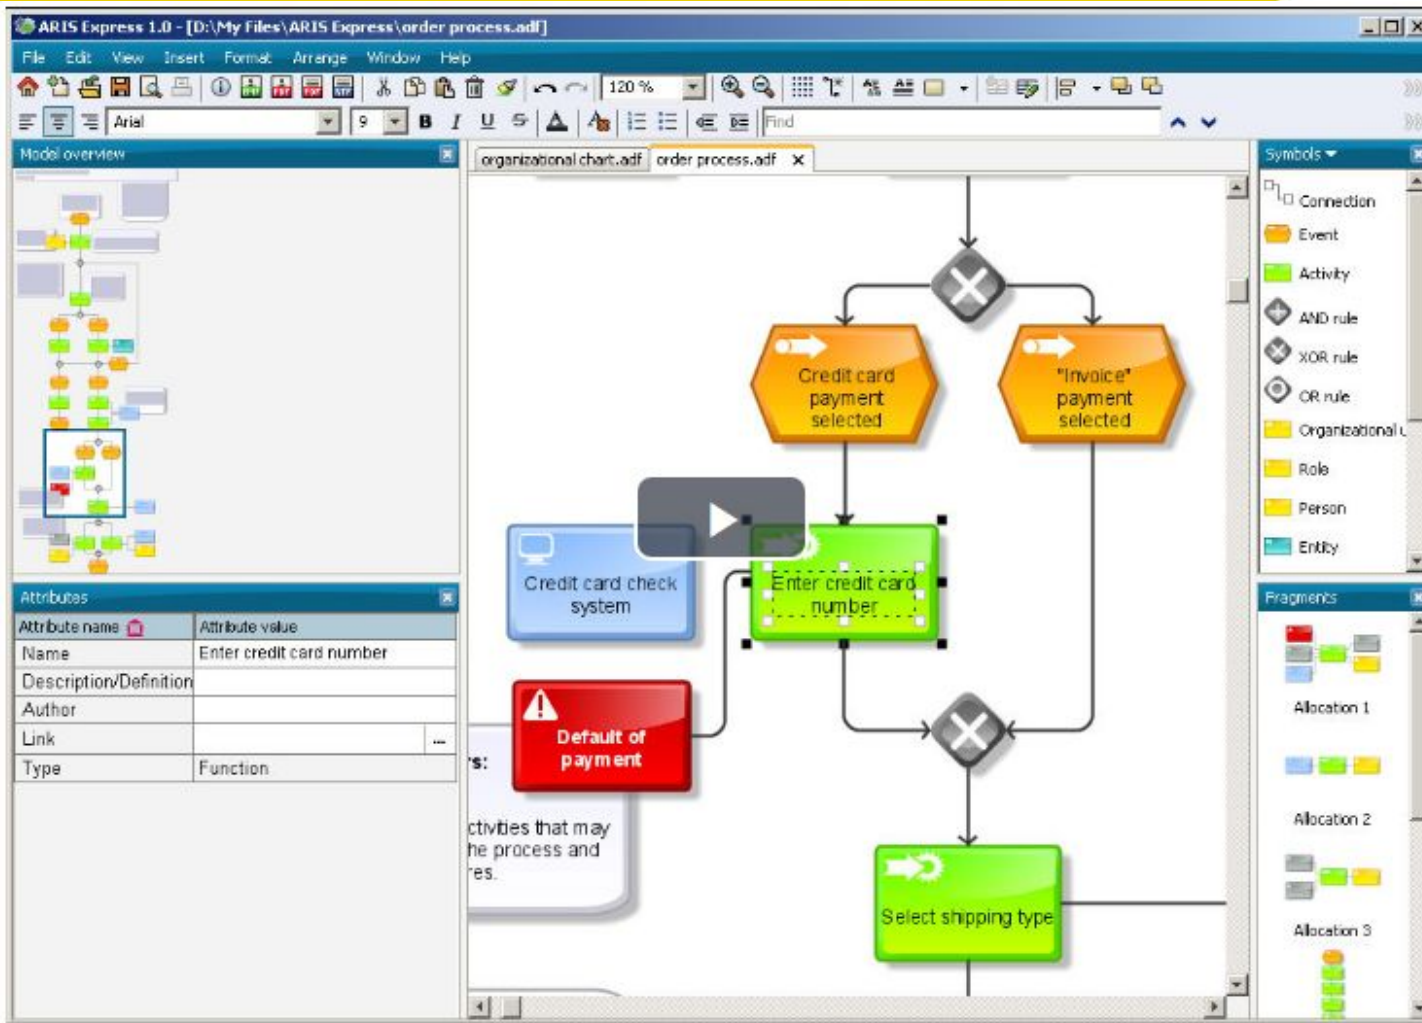 ARIS Express 1.0 - [D:\My Files\ARIS Express\order process.adf]
File Edit View Insert Format Arrange Window Help
120 %
Arial 9 B I U S A Find
Model overview
organizational chart.adf order process.adf
Symbols
Connection
Event
Activity
AND rule
XOR rule
OR rule
Organizational u
Role
Person
Entity
Credit card
payment
selected
"Invoice"
payment
selected
Credit card check
system
Enter credit card
number
Default of
payment
s:
ctivities that may
he process and
res.
Select shipping type
Attributes
Attribute name Attribute value
Name Enter credit card number
Description/Definition
Author
Link ...
Type Function
Fragments
Allocation 1
Allocation 2
Allocation 3